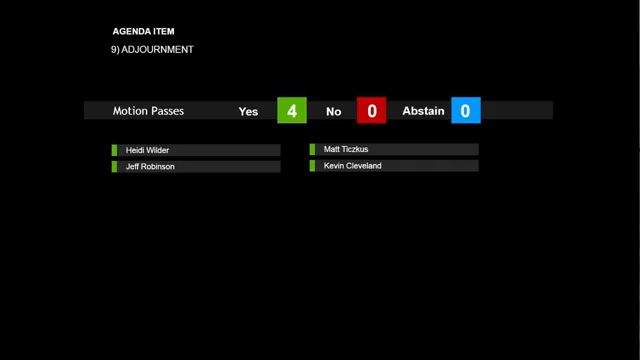 AGENDA ITEM
9) ADJOURNMENT
Motion Passes Yes 4 No 0 Abstain 0
Heidi Wilder Matt Ticzkus
Jeff Robinson Kevin Cleveland